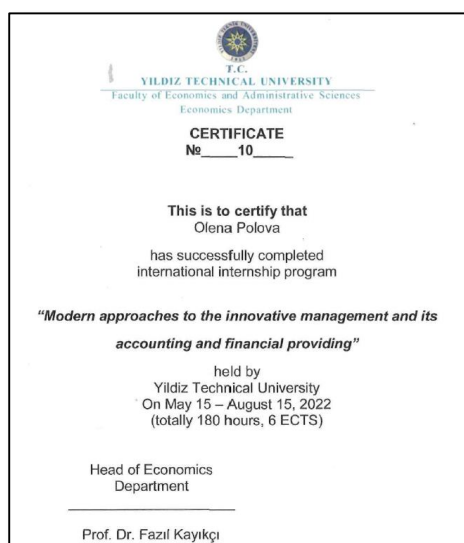 T.C.
YILDIZ TECHNICAL UNIVERSITY
Faculty of Economics and Administrative Sciences
Economics Department
CERTIFICATE
№_____10_____
This is to certify that
Olena Polova
has successfully completed
international internship program
“Modern approaches to the innovative management and its
accounting and financial providing”
held by
Yildiz Technical University
On May 15 – August 15, 2022
(totally 180 hours, 6 ECTS)
Head of Economics
Department
Prof. Dr. Fazıl Kayıkçı